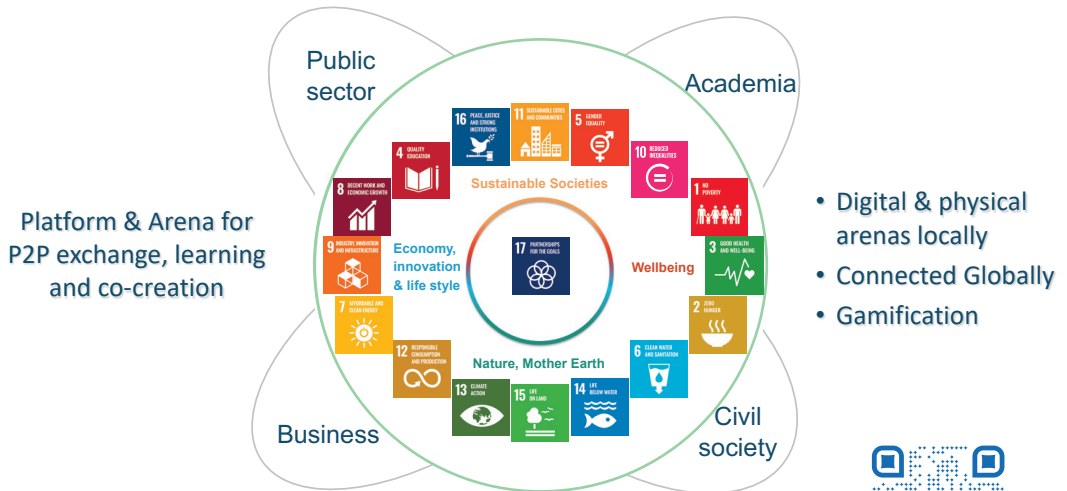 Public
sector
Academia
16 PEACE, JUSTICE
AND STRONG
INSTITUTIONS
11 SUSTAINABLE CITIES
AND COMMUNITIES
5 GENDER
EQUALITY
4 QUALITY
EDUCATION
10 REDUCED
INEQUALITIES
8 DECENT WORK AND
ECONOMIC GROWTH
Sustainable Societies
1 NO
POVERTY
Platform & Arena for
P2P exchange, learning
and co-creation
9 INDUSTRY, INNOVATION
AND INFRASTRUCTURE
Economy,
innovation
& life style
17 PARTNERSHIPS
FOR THE GOALS
Wellbeing
3 GOOD HEALTH
AND WELL-BEING
• Digital & physical
arenas locally
• Connected Globally
• Gamification
7 AFFORDABLE AND
CLEAN ENERGY
2 ZERO
HUNGER
12 RESPONSIBLE
CONSUMPTION
AND PRODUCTION
6 CLEAN WATER
AND SANITATION
Nature, Mother Earth
13 CLIMATE
ACTION
15 LIFE
ON LAND
14 LIFE
BELOW WATER
Business
Civil
society